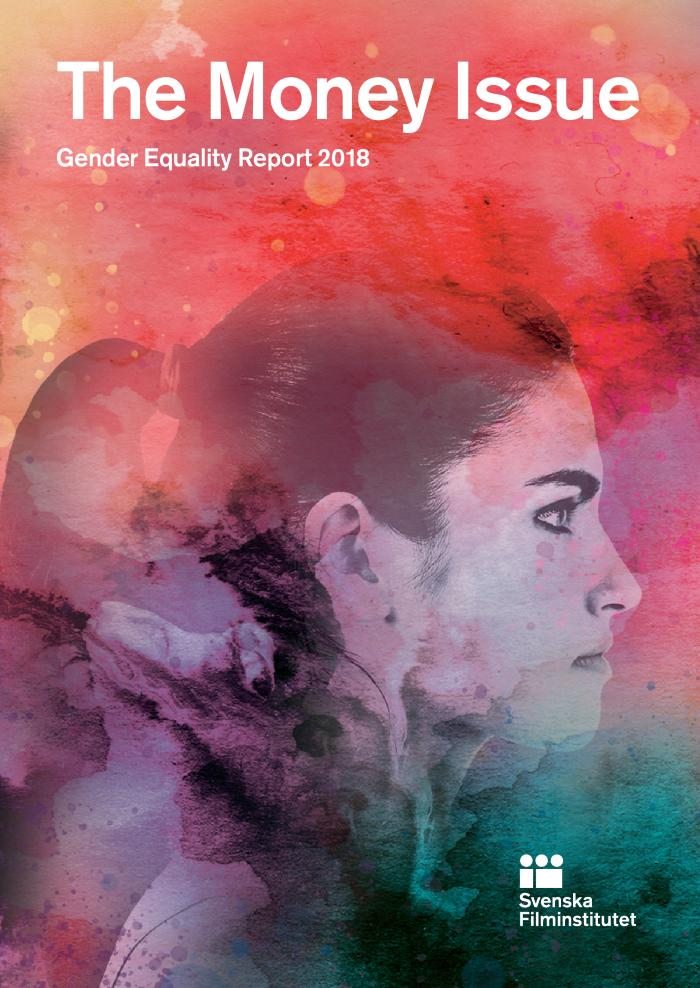 The Money Issue
Gender Equality Report 2018
Svenska
Filminstitutet